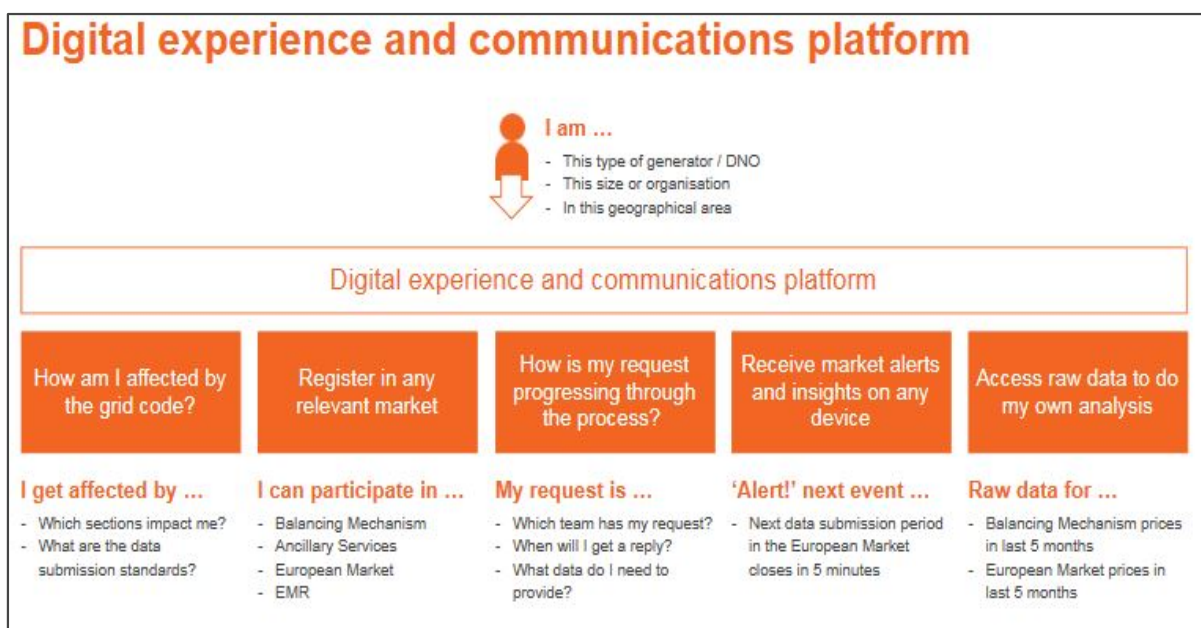 Digital experience and communications platform
I am ...
- This type of generator / DNO
- This size or organisation
- In this geographical area
Digital experience and communications platform
How am I affected by
the grid code?
Register in any
relevant market
How is my request
progressing through
the process?
Receive market alerts
and insights on any
device
Access raw data to do
my own analysis
I get affected by ...
- Which sections impact me?
- What are the data
submission standards?
I can participate in ...
- Balancing Mechanism
- Ancillary Services
- European Market
- EMR
My request is ...
- Which team has my request?
- When will I get a reply?
- What data do I need to
provide?
‘Alert!’ next event ...
- Next data submission period
in the European Market
closes in 5 minutes
Raw data for ...
- Balancing Mechanism prices
in last 5 months
- European Market prices in
last 5 months